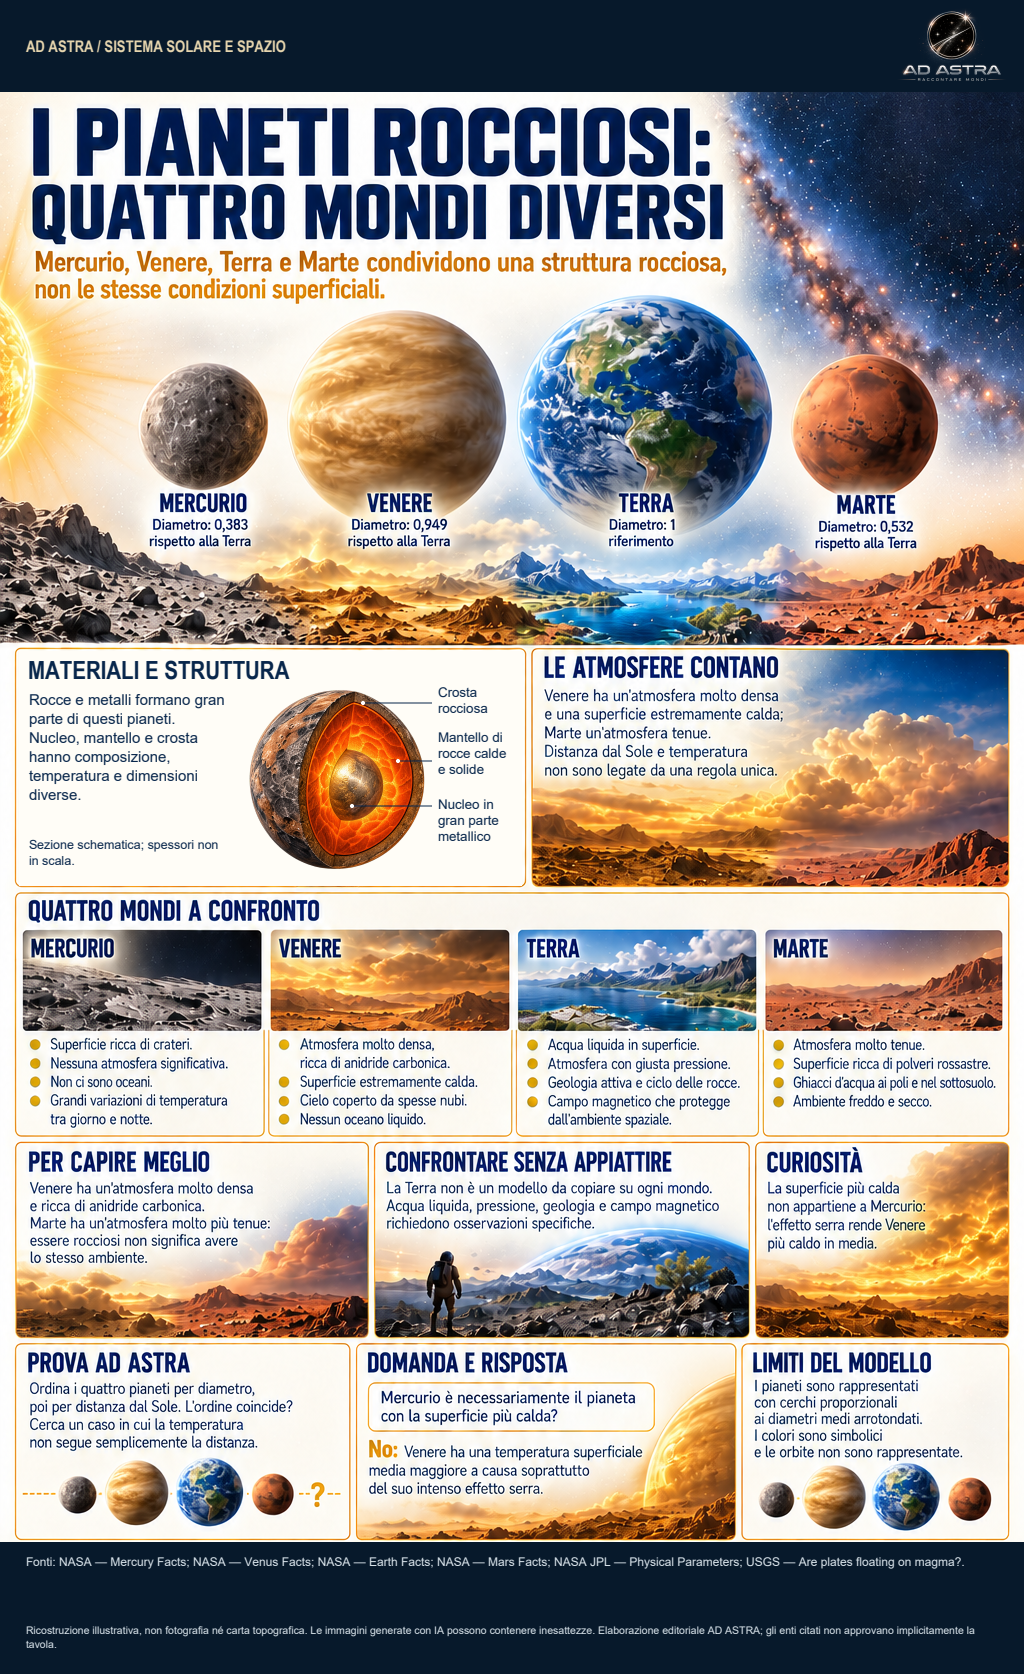 AD ASTRA / SISTEMA SOLARE E SPAZIO
AD ASTRA
RACCONTARE MONDI
I PIANETI ROCCIOSI:
QUATTRO MONDI DIVERSI
Mercurio, Venere, Terra e Marte condividono una struttura rocciosa,
non le stesse condizioni superficiali.
MERCURIO
Diametro: 0,383
rispetto alla Terra
VENERE
Diametro: 0,949
rispetto alla Terra
TERRA
Diametro: 1
riferimento
MARTE
Diametro: 0,532
rispetto alla Terra
MATERIALI E STRUTTURA
Rocce e metalli formano gran
parte di questi pianeti.
Nucleo, mantello e crosta
hanno composizione,
temperatura e dimensioni
diverse.
Sezione schematica; spessori non
in scala.
Crosta
rocciosa
Mantello di
rocce calde
e solide
Nucleo in
gran parte
metallico
LE ATMOSFERE CONTANO
Venere ha un'atmosfera molto densa
e una superficie estremamente calda;
Marte un'atmosfera tenue.
Distanza dal Sole e temperatura
non sono legate da una regola unica.
QUATTRO MONDI A CONFRONTO
MERCURIO
Superficie ricca di crateri.
Nessuna atmosfera significativa.
Non ci sono oceani.
Grandi variazioni di temperatura
tra giorno e notte.
VENERE
Atmosfera molto densa,
ricca di anidride carbonica.
Superficie estremamente calda.
Cielo coperto da spesse nubi.
Nessun oceano liquido.
TERRA
Acqua liquida in superficie.
Atmosfera con giusta pressione.
Geologia attiva e ciclo delle rocce.
Campo magnetico che protegge
dall'ambiente spaziale.
MARTE
Atmosfera molto tenue.
Superficie ricca di polveri rossastre.
Ghiacci d'acqua ai poli e nel sottosuolo.
Ambiente freddo e secco.
PER CAPIRE MEGLIO
Venere ha un'atmosfera molto densa
e ricca di anidride carbonica.
Marte ha un'atmosfera molto più tenue:
essere rocciosi non significa avere
lo stesso ambiente.
CONFRONTARE SENZA APPIATTIRE
La Terra non è un modello da copiare su ogni mondo.
Acqua liquida, pressione, geologia e campo magnetico
richiedono osservazioni specifiche.
CURIOSITÀ
La superficie più calda
non appartiene a Mercurio:
l'effetto serra rende Venere
più caldo in media.
PROVA AD ASTRA
Ordina i quattro pianeti per diametro,
poi per distanza dal Sole. L'ordine coincide?
Cerca un caso in cui la temperatura
non segue semplicemente la distanza.
?
DOMANDA E RISPOSTA
Mercurio è necessariamente il pianeta
con la superficie più calda?
No: Venere ha una temperatura superficiale
media maggiore a causa soprattutto
del suo intenso effetto serra.
LIMITI DEL MODELLO
I pianeti sono rappresentati
con cerchi proporzionali
ai diametri medi arrotondati.
I colori sono simbolici
e le orbite non sono rappresentate.
Fonti: NASA — Mercury Facts; NASA — Venus Facts; NASA — Earth Facts; NASA — Mars Facts; NASA JPL — Physical Parameters; USGS — Are plates floating on magma?.
Ricostruzione illustrativa, non fotografia né carta topografica. Le immagini generate con IA possono contenere inesattezze. Elaborazione editoriale AD ASTRA; gli enti citati non approvano implicitamente la
tavola.